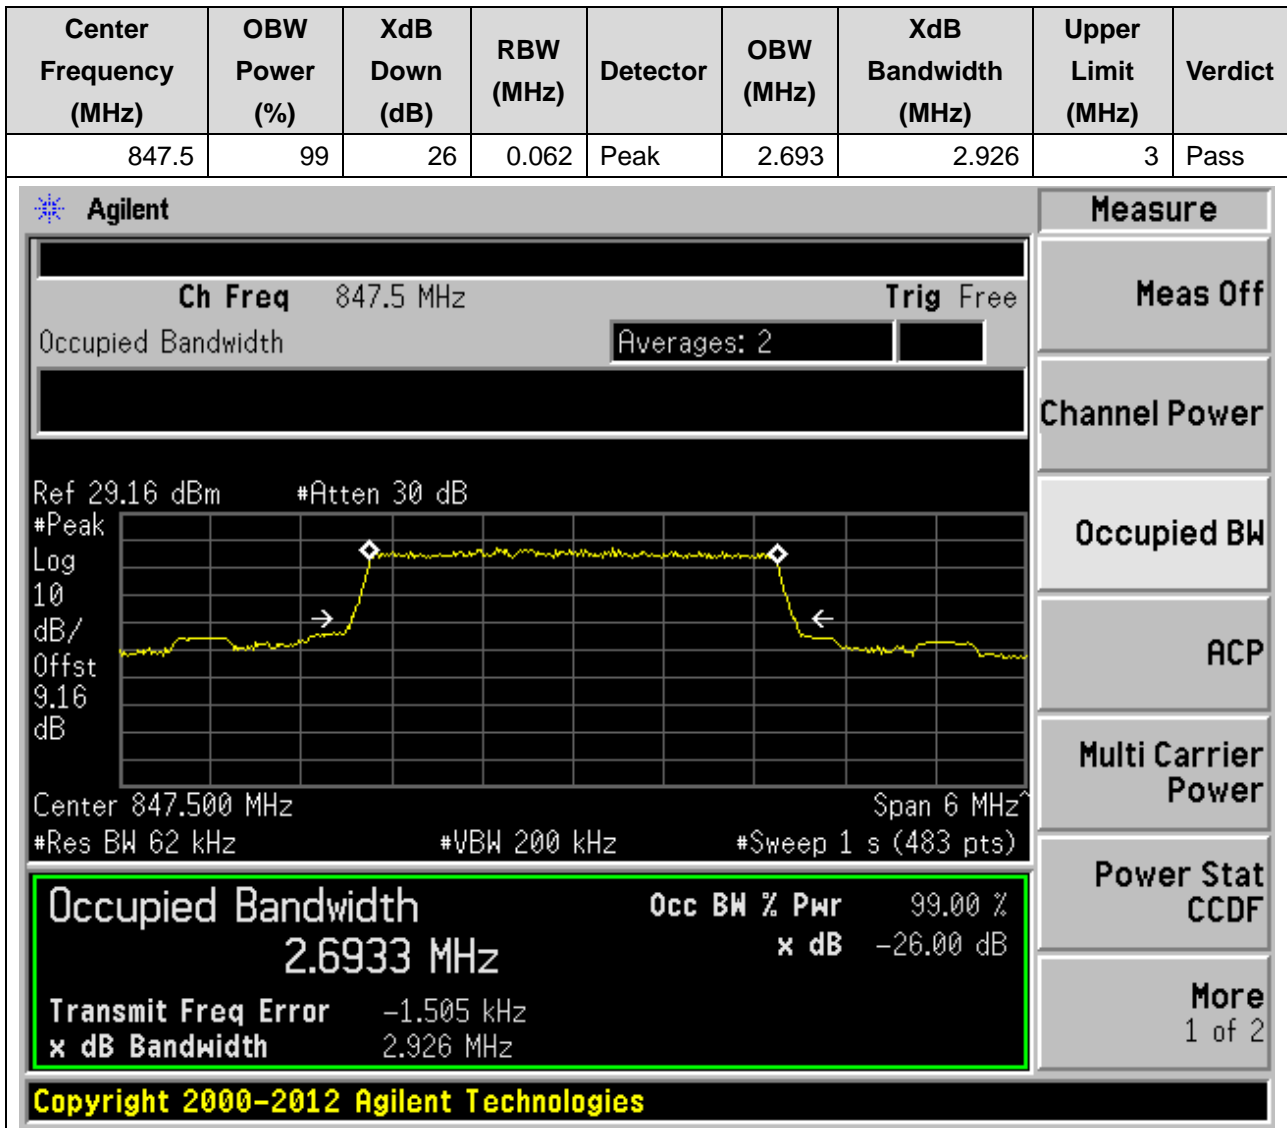 Center Frequency (MHz) OBW Power (%) XdB Down (dB) RBW (MHz) Detector OBW (MHz) XdB Bandwidth (MHz) Upper Limit (MHz) Verdict
847.5 99 26 0.062 Peak 2.693 2.926 3 Pass
Agilent
Measure
Ch Freq 847.5 MHz Trig Free
Meas Off
Occupied Bandwidth Averages: 2
Channel Power
Ref 29.16 dBm #Atten 30 dB
#Peak
Log
10
dB/
Offst
9.16
dB
Occupied BW
ACP
Multi Carrier
Power
Center 847.500 MHz Span 6 MHz^
#Res BW 62 kHz #VBW 200 kHz #Sweep 1 s (483 pts)
Power Stat
CCDF
Occupied Bandwidth Occ BW % Pwr 99.00 %
2.6933 MHz x dB -26.00 dB
Transmit Freq Error -1.505 kHz
x dB Bandwidth 2.926 MHz
More
1 of 2
Copyright 2000-2012 Agilent Technologies